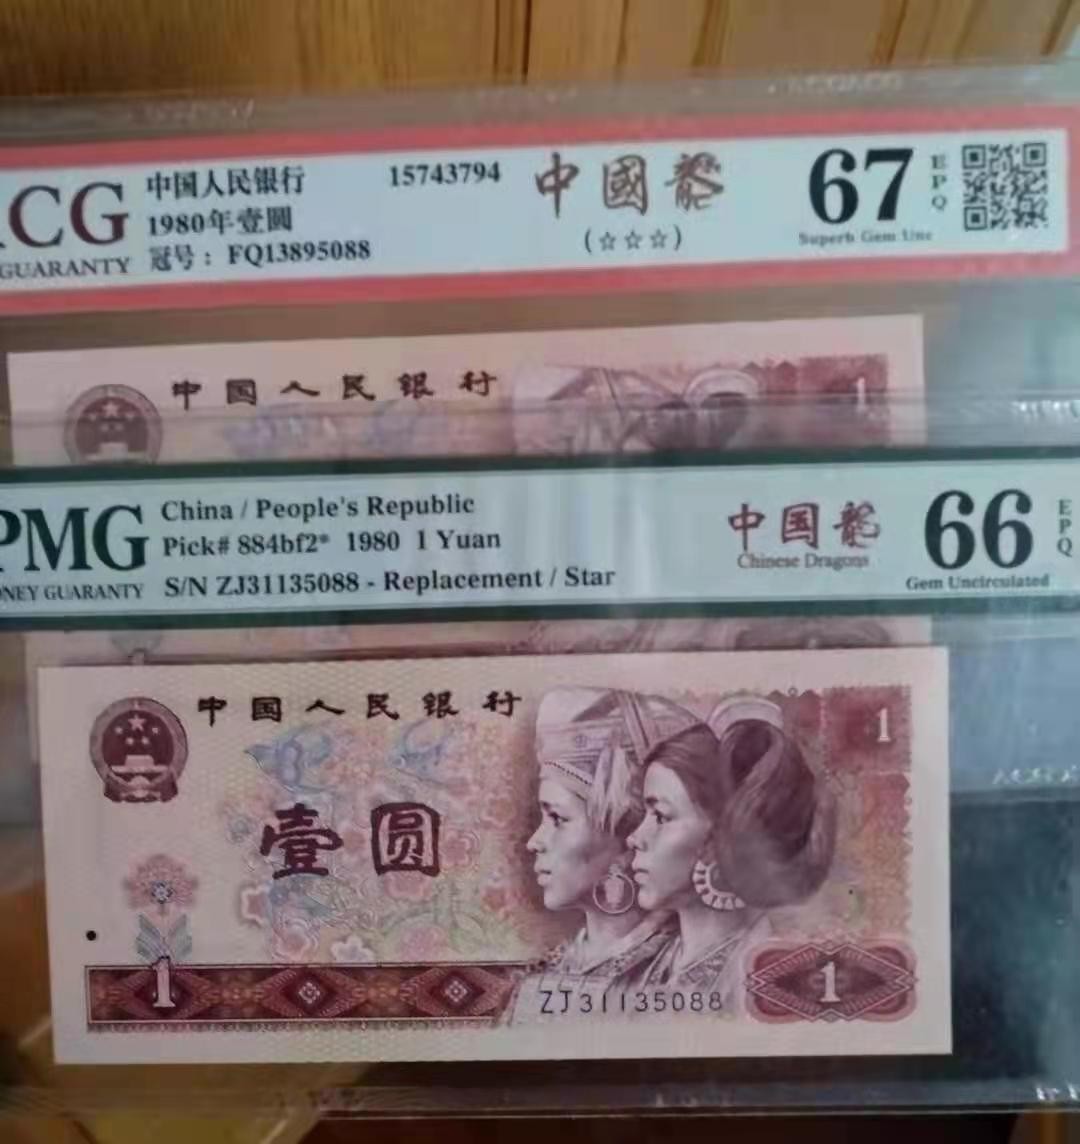 ACG
GUARANTY
中国人民银行
1980年壹圆
冠号：FQ13895088
15743794
中國龍
(☆☆☆)
67
EPQ
Superb Gem Unc
中国人民银行
1
PMG
MONEY GUARANTY
China / People's Republic
Pick# 884bf2* 1980 1 Yuan
S/N ZJ31135088 - Replacement / Star
中国龍
Chinese Dragons
66
EPQ
Gem Uncirculated
中国人民银行
1
壹圆
1
ZJ31135088
1